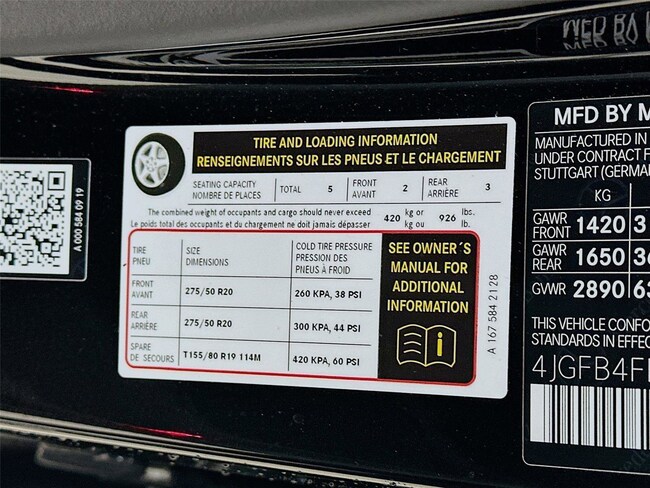 A 000 584 09 19
TIRE AND LOADING INFORMATION
RENSEIGNEMENTS SUR LES PNEUS ET LE CHARGEMENT
SEATING CAPACITY
NOMBRE DE PLACES
TOTAL 5
FRONT
AVANT
2
REAR
ARRIÈRE
3
The combined weight of occupants and cargo should never exceed
Le poids total des occupants et du chargement ne doit jamais dépasser
420 kg or
kg ou
926 lbs.
lb.
TIRE
PNEU
SIZE
DIMENSIONS
COLD TIRE PRESSURE
PRESSION DES
PNEUS À FROID
FRONT
AVANT
275/50 R20
260 KPA, 38 PSI
REAR
ARRIÈRE
275/50 R20
300 KPA, 44 PSI
SPARE
DE SECOURS
T155/80 R19 114M
420 KPA, 60 PSI
SEE OWNER´S
MANUAL FOR
ADDITIONAL
INFORMATION
A 167 584 21 28
MFD BY M
MANUFACTURED IN
UNDER CONTRACT F
STUTTGART (GERMA
KG
GAWR
FRONT 1420 3
GAWR
REAR 1650 36
GVWR 2890 63
THIS VEHICLE CONFO
STANDARDS IN EFFEC
4JGFB4F